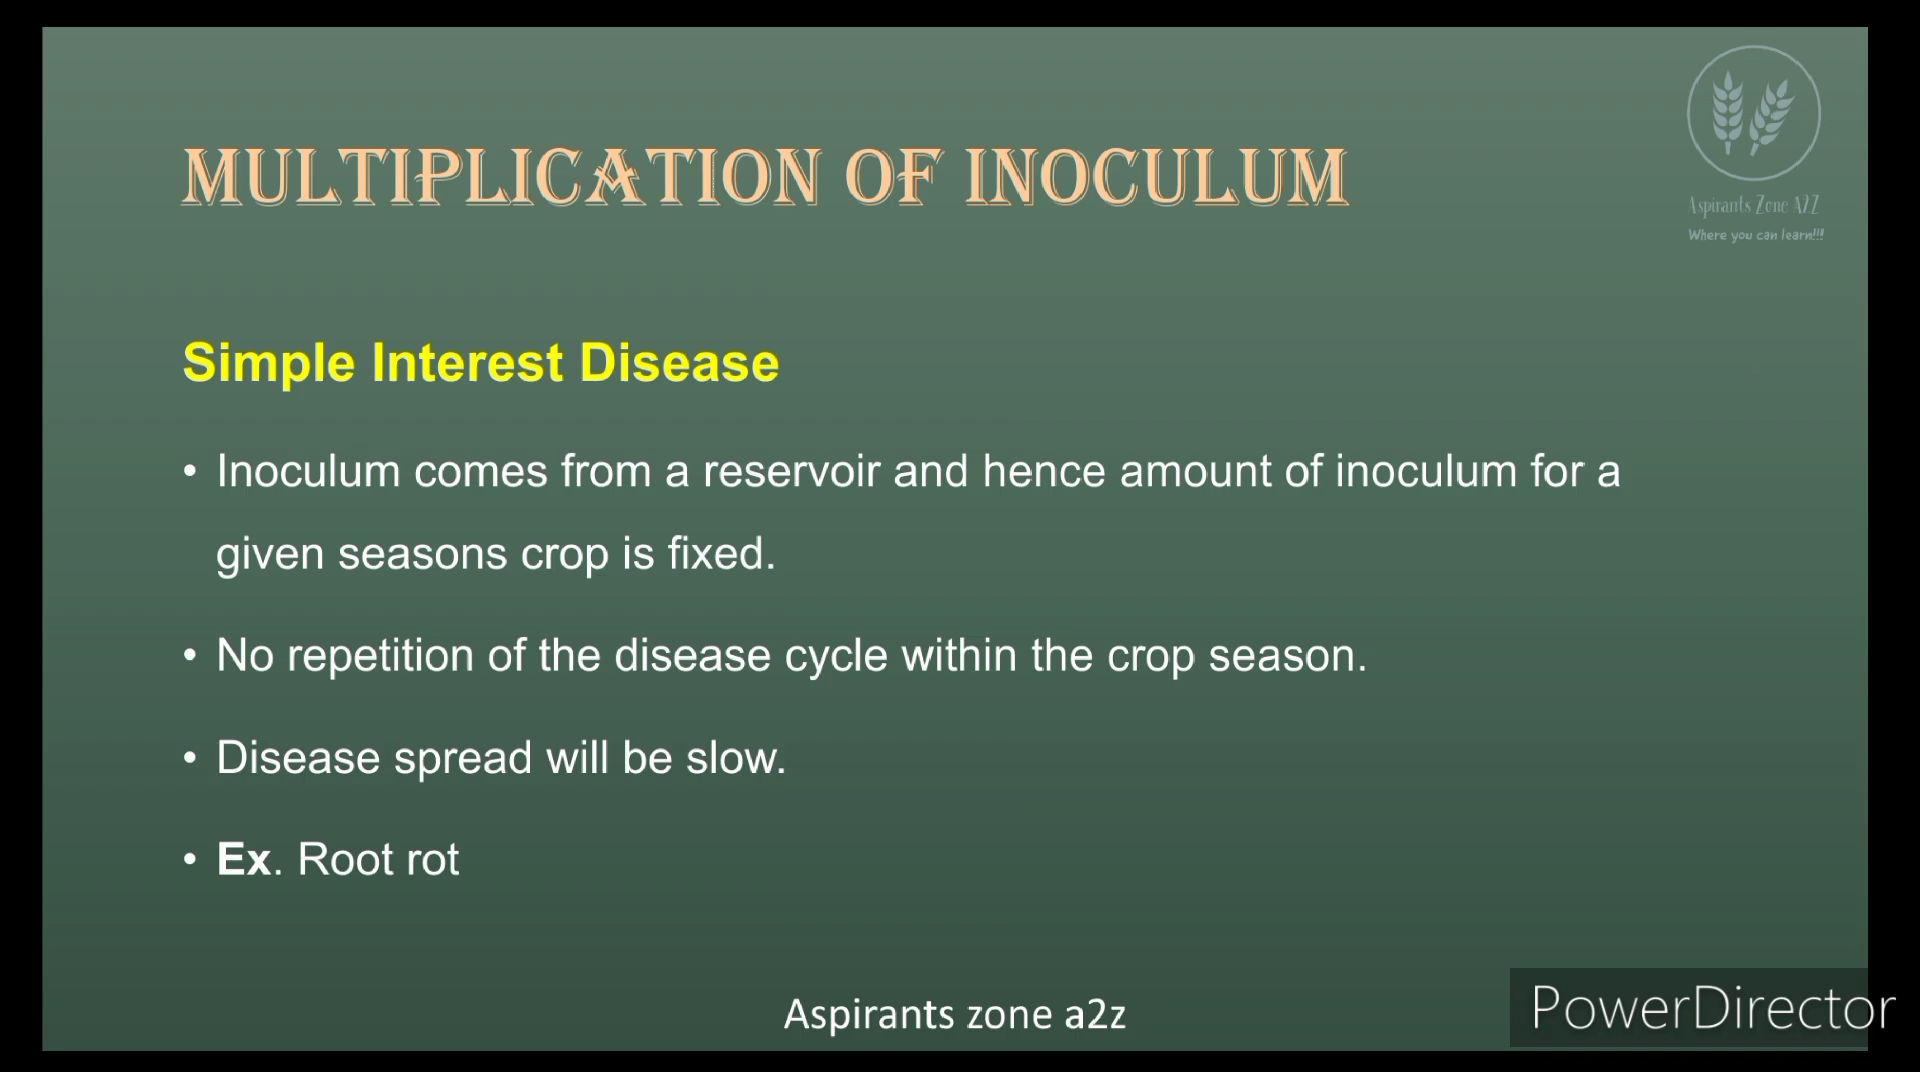 MULTIPLICATION OF INOCULUM
Aspirants Zone A2Z
Where you can learn!!!
Simple Interest Disease
• Inoculum comes from a reservoir and hence amount of inoculum for a
given seasons crop is fixed.
• No repetition of the disease cycle within the crop season.
• Disease spread will be slow.
• Ex. Root rot
Aspirants zone a2z
PowerDirector